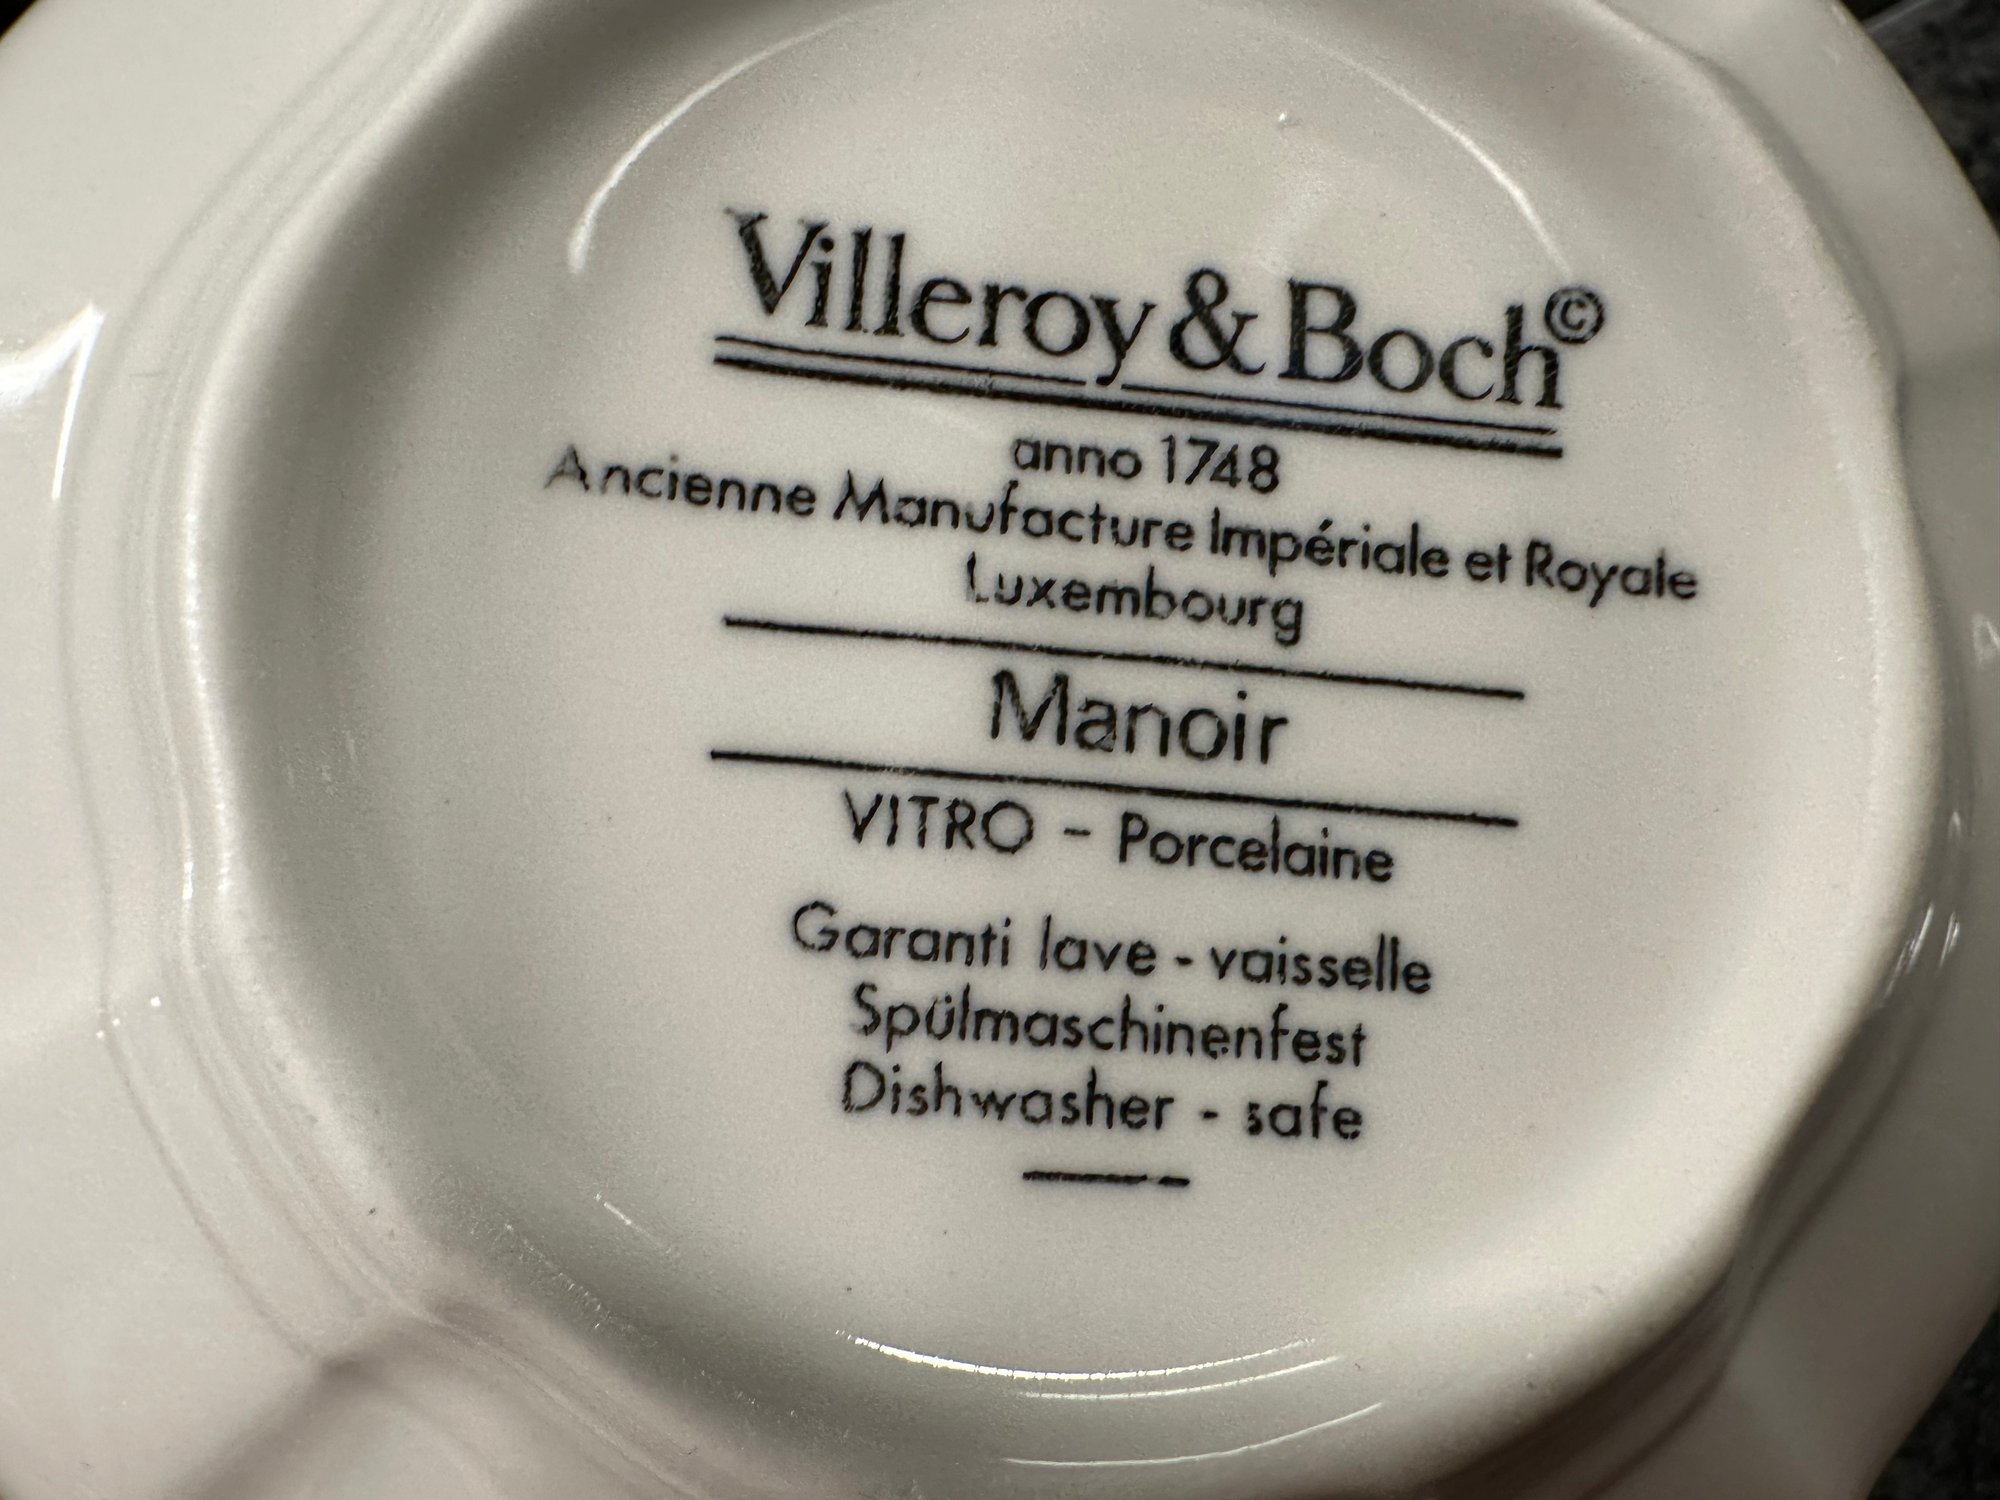 Villeroy & Boch©
anno 1748
Ancienne Manufacture Impériale et Royale
Luxembourg
Manoir
VITRO – Porcelaine
Garanti lave - vaisselle
Spülmaschinenfest
Dishwasher - safe